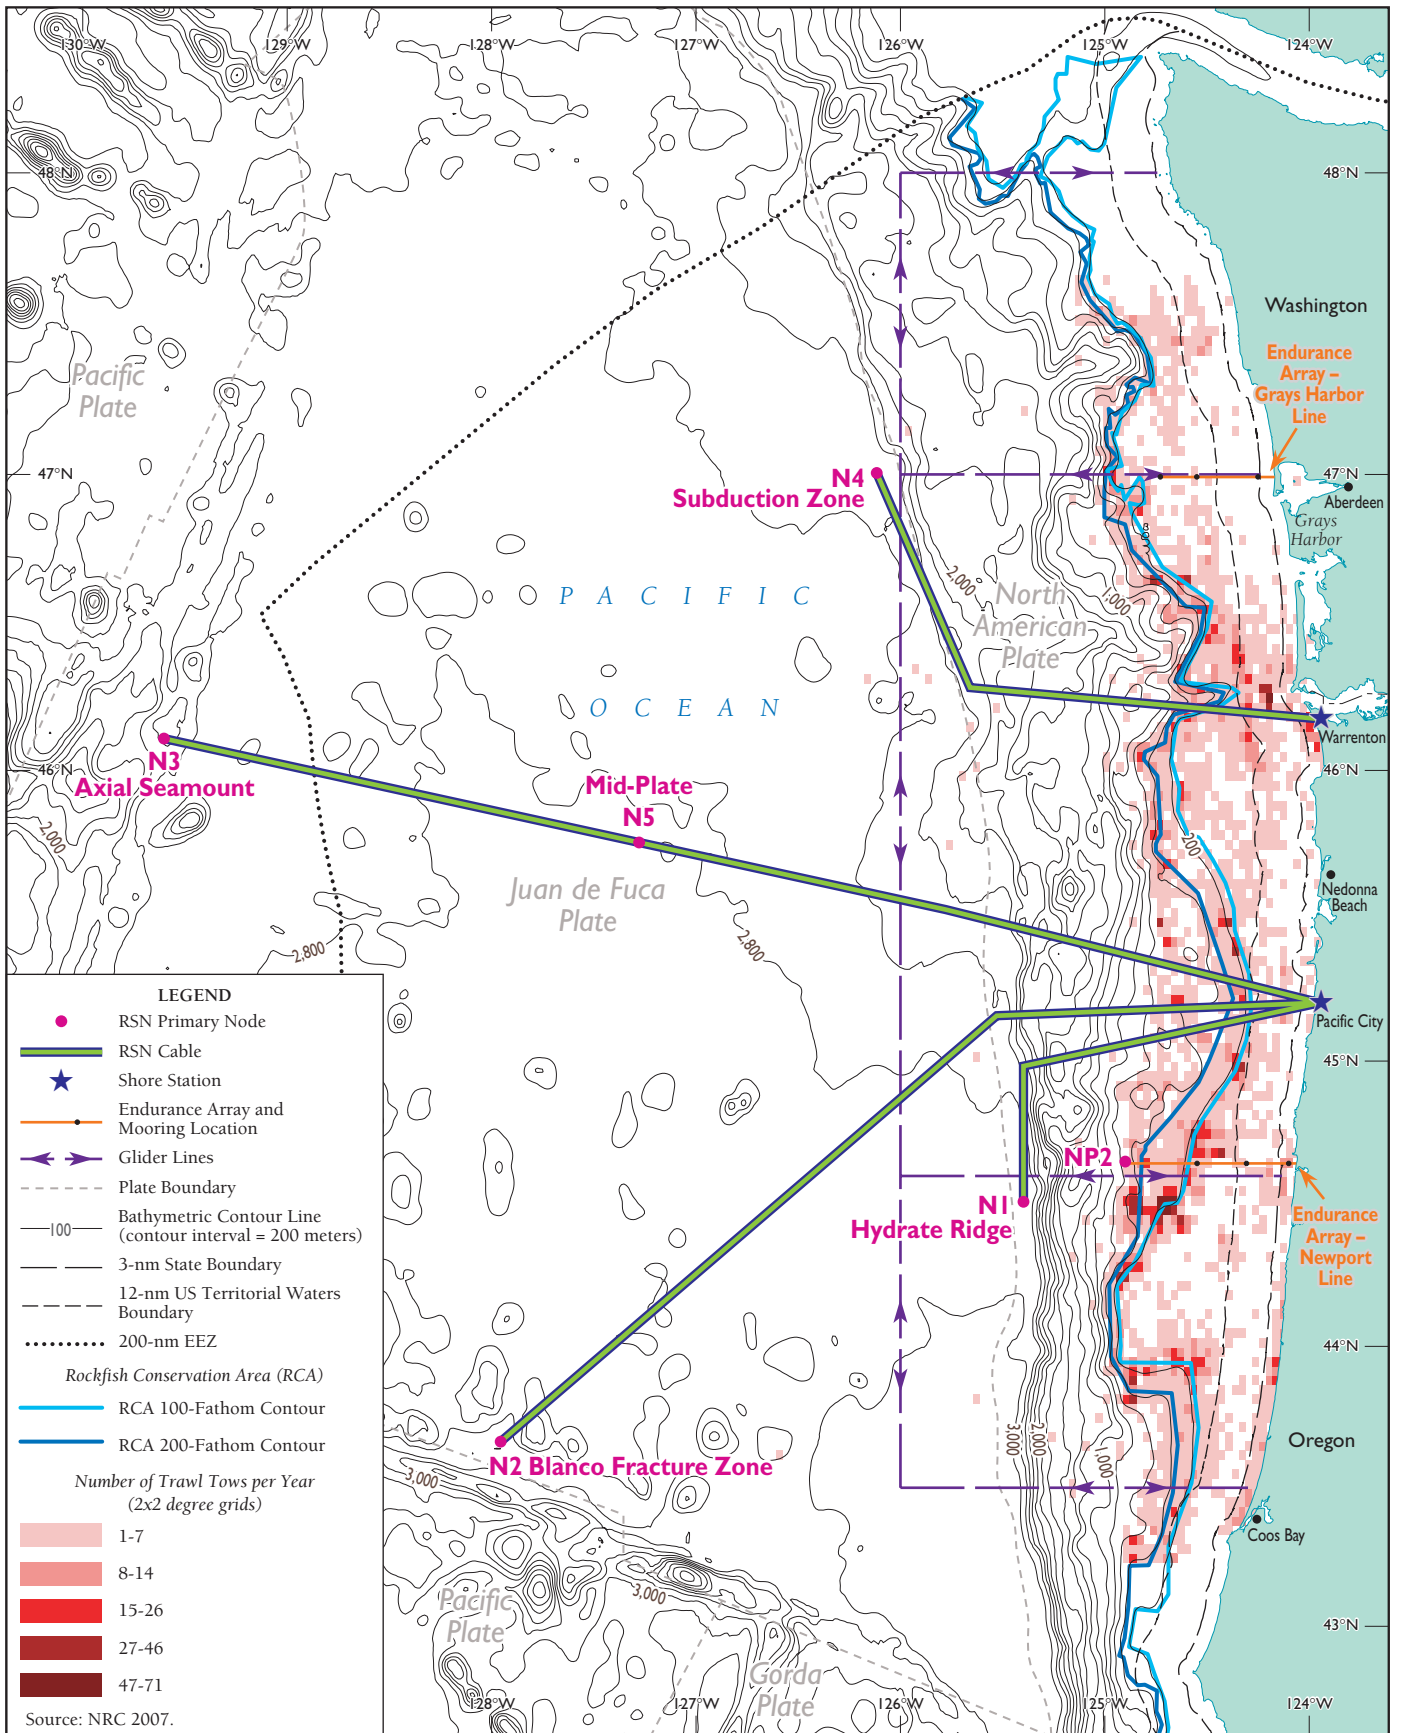 130°W
129°W
128°W
127°W
126°W
125°W
124°W
48°N
48°N
Washington
Endurance
Array –
Grays Harbor
Line
Pacific
Plate
47°N
47°N
N4
Subduction Zone
Aberdeen
Grays
Harbor
PACIFIC
OCEAN
2,000
1,000
North
American
Plate
Warrenton
N3
Axial Seamount
46°N
46°N
Mid-Plate
N5
2,000
200
Juan de Fuca
Plate
Nedonna
Beach
2,800
2,800
Pacific City
45°N
NP2
N1
Hydrate Ridge
Endurance
Array –
Newport
Line
44°N
3,000
2,000
1,000
Oregon
N2 Blanco Fracture Zone
3,000
Coos Bay
3,000
Pacific
Plate
43°N
Gorda
Plate
128°W
127°W
126°W
125°W
124°W
LEGEND
RSN Primary Node
RSN Cable
Shore Station
Endurance Array and
Mooring Location
Glider Lines
Plate Boundary
100
Bathymetric Contour Line
(contour interval = 200 meters)
3-nm State Boundary
12-nm US Territorial Waters
Boundary
200-nm EEZ
Rockfish Conservation Area (RCA)
RCA 100-Fathom Contour
RCA 200-Fathom Contour
Number of Trawl Tows per Year
(2x2 degree grids)
1-7
8-14
15-26
27-46
47-71
Source: NRC 2007.